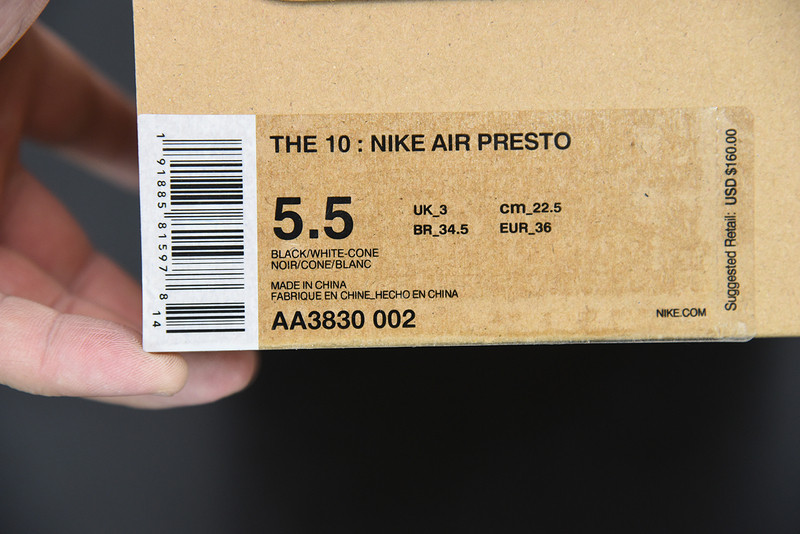 THE 10 : NIKE AIR PRESTO
5.5
UK_3 cm_22.5
BR_34.5 EUR_36
BLACK/WHITE-CONE
NOIR/CONE/BLANC
MADE IN CHINA
FABRIQUE EN CHINE_HECHO EN CHINA
AA3830 002
NIKE.COM
Suggested Retail: USD $160.00
1 91885 81597 814